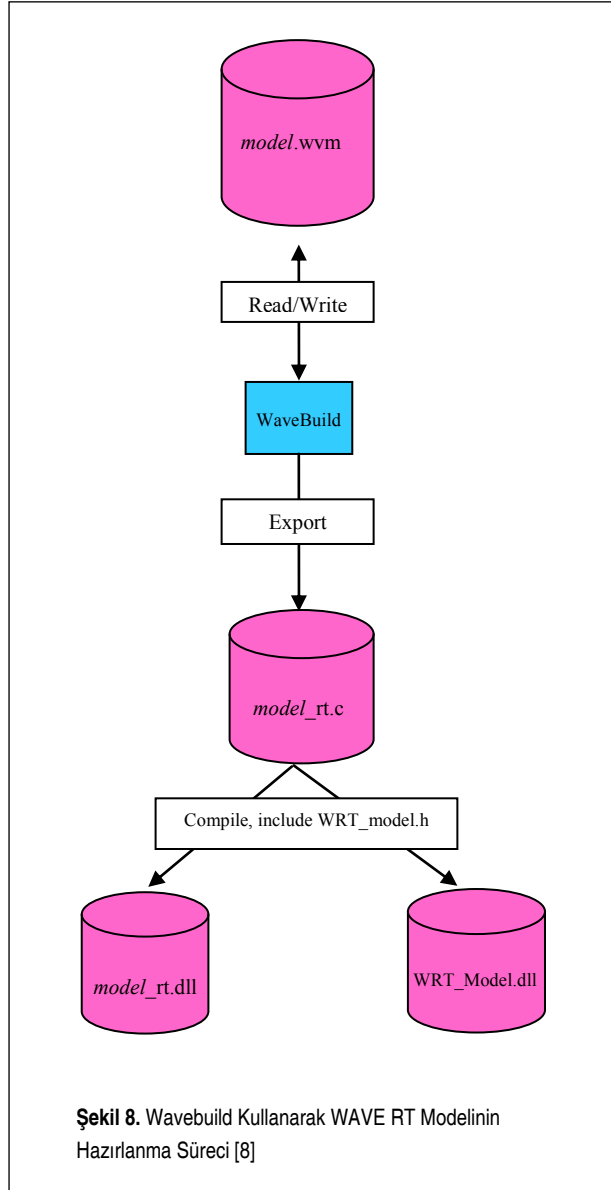 model.wvm
Read/Write
WaveBuild
Export
model_rt.c
Compile, include WRT_model.h
model_rt.dll
WRT_Model.dll
Şekil 8. Wavebuild Kullanarak WAVE RT Modelinin
Hazırlanma Süreci [8]